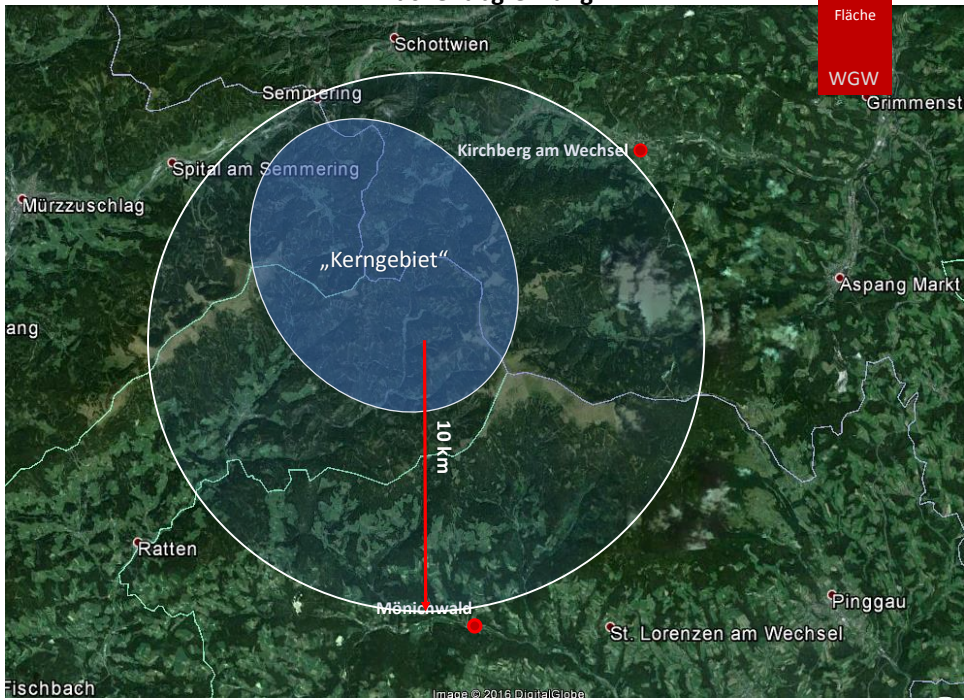 Fläche
WGW
Schottwien
Semmering
Grimmenst
Kirchberg am Wechsel
Spital am Semmering
Mürzzuschlag
„Kerngebiet“
Aspang Markt
ang
10 km
Ratten
Mönichwald
Pinggau
St. Lorenzen am Wechsel
Fischbach
Image © 2016 DigitalGlobe